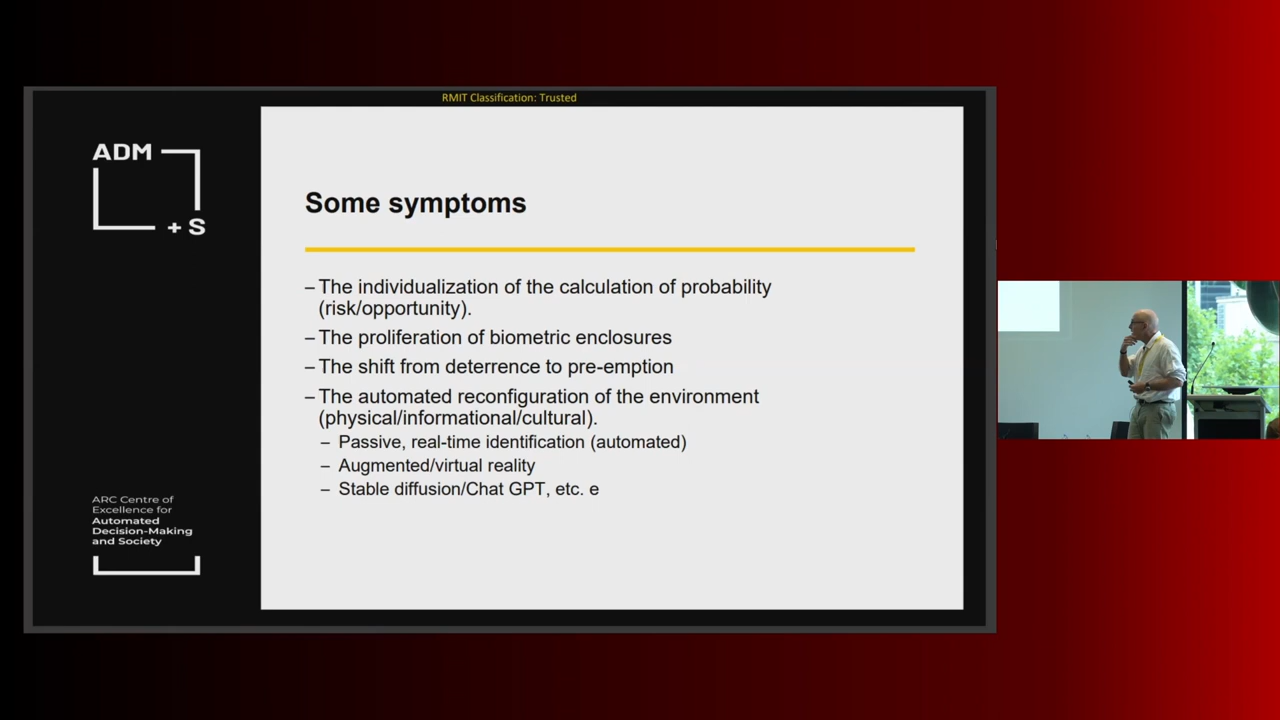 RMIT Classification: Trusted
ADM
+ S
Some symptoms
– The individualization of the calculation of probability
(risk/opportunity).
– The proliferation of biometric enclosures
– The shift from deterrence to pre-emption
– The automated reconfiguration of the environment
(physical/informational/cultural).
– Passive, real-time identification (automated)
– Augmented/virtual reality
– Stable diffusion/Chat GPT, etc. e
ARC Centre of
Excellence for
Automated
Decision-Making
and Society